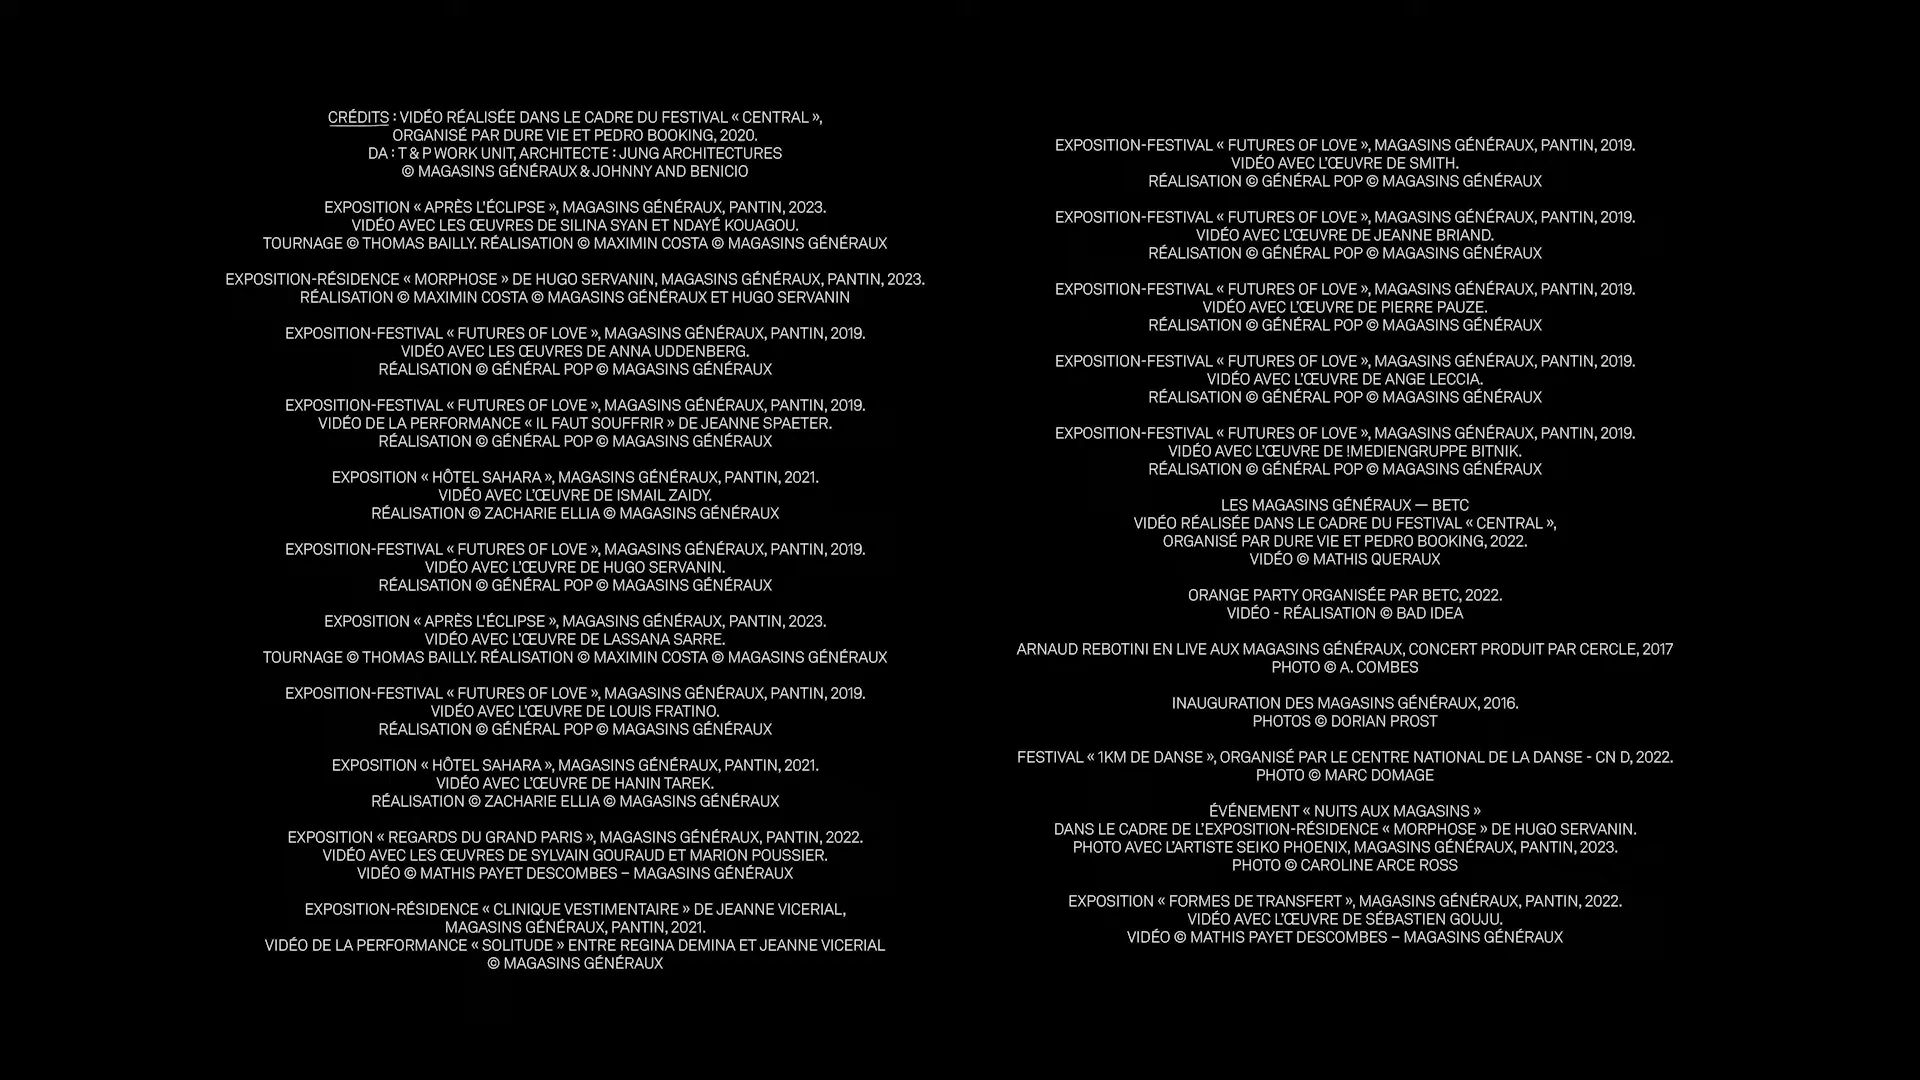 CRÉDITS : VIDÉO RÉALISÉE DANS LE CADRE DU FESTIVAL « CENTRAL »,
ORGANISÉ PAR DURE VIE ET PEDRO BOOKING, 2020.
DA : T & P WORK UNIT, ARCHITECTE : JUNG ARCHITECTURES
© MAGASINS GÉNÉRAUX & JOHNNY AND BENICIO
EXPOSITION « APRÈS L'ÉCLIPSE », MAGASINS GÉNÉRAUX, PANTIN, 2023.
VIDÉO AVEC LES ŒUVRES DE SILINA SYAN ET NDAYÉ KOUAGOU.
TOURNAGE © THOMAS BAILLY. RÉALISATION © MAXIMIN COSTA © MAGASINS GÉNÉRAUX
EXPOSITION-RÉSIDENCE « MORPHOSE » DE HUGO SERVANIN, MAGASINS GÉNÉRAUX, PANTIN, 2023.
RÉALISATION © MAXIMIN COSTA © MAGASINS GÉNÉRAUX ET HUGO SERVANIN
EXPOSITION-FESTIVAL « FUTURES OF LOVE », MAGASINS GÉNÉRAUX, PANTIN, 2019.
VIDÉO AVEC LES ŒUVRES DE ANNA UDDENBERG.
RÉALISATION © GÉNÉRAL POP © MAGASINS GÉNÉRAUX
EXPOSITION-FESTIVAL « FUTURES OF LOVE », MAGASINS GÉNÉRAUX, PANTIN, 2019.
VIDÉO DE LA PERFORMANCE « IL FAUT SOUFFRIR » DE JEANNE SPAETER.
RÉALISATION © GÉNÉRAL POP © MAGASINS GÉNÉRAUX
EXPOSITION « HÔTEL SAHARA », MAGASINS GÉNÉRAUX, PANTIN, 2021.
VIDÉO AVEC L'ŒUVRE DE ISMAIL ZAIDY.
RÉALISATION © ZACHARIE ELLIA © MAGASINS GÉNÉRAUX
EXPOSITION-FESTIVAL « FUTURES OF LOVE », MAGASINS GÉNÉRAUX, PANTIN, 2019.
VIDÉO AVEC L'ŒUVRE DE HUGO SERVANIN.
RÉALISATION © GÉNÉRAL POP © MAGASINS GÉNÉRAUX
EXPOSITION « APRÈS L'ÉCLIPSE », MAGASINS GÉNÉRAUX, PANTIN, 2023.
VIDÉO AVEC L'ŒUVRE DE LASSANA SARRE.
TOURNAGE © THOMAS BAILLY. RÉALISATION © MAXIMIN COSTA © MAGASINS GÉNÉRAUX
EXPOSITION-FESTIVAL « FUTURES OF LOVE », MAGASINS GÉNÉRAUX, PANTIN, 2019.
VIDÉO AVEC L'ŒUVRE DE LOUIS FRATINO.
RÉALISATION © GÉNÉRAL POP © MAGASINS GÉNÉRAUX
EXPOSITION « HÔTEL SAHARA », MAGASINS GÉNÉRAUX, PANTIN, 2021.
VIDÉO AVEC L'ŒUVRE DE HANIN TAREK.
RÉALISATION © ZACHARIE ELLIA © MAGASINS GÉNÉRAUX
EXPOSITION « REGARDS DU GRAND PARIS », MAGASINS GÉNÉRAUX, PANTIN, 2022.
VIDÉO AVEC LES ŒUVRES DE SYLVAIN GOURAUD ET MARION POUSSIER.
VIDÉO © MATHIS PAYET DESCOMBES – MAGASINS GÉNÉRAUX
EXPOSITION-RÉSIDENCE « CLINIQUE VESTIMENTAIRE » DE JEANNE VICERIAL,
MAGASINS GÉNÉRAUX, PANTIN, 2021.
VIDÉO DE LA PERFORMANCE « SOLITUDE » ENTRE REGINA DEMINA ET JEANNE VICERIAL
© MAGASINS GÉNÉRAUX
EXPOSITION-FESTIVAL « FUTURES OF LOVE », MAGASINS GÉNÉRAUX, PANTIN, 2019.
VIDÉO AVEC L'ŒUVRE DE SMITH.
RÉALISATION © GÉNÉRAL POP © MAGASINS GÉNÉRAUX
EXPOSITION-FESTIVAL « FUTURES OF LOVE », MAGASINS GÉNÉRAUX, PANTIN, 2019.
VIDÉO AVEC L'ŒUVRE DE JEANNE BRIAND.
RÉALISATION © GÉNÉRAL POP © MAGASINS GÉNÉRAUX
EXPOSITION-FESTIVAL « FUTURES OF LOVE », MAGASINS GÉNÉRAUX, PANTIN, 2019.
VIDÉO AVEC L'ŒUVRE DE PIERRE PAUZE.
RÉALISATION © GÉNÉRAL POP © MAGASINS GÉNÉRAUX
EXPOSITION-FESTIVAL « FUTURES OF LOVE », MAGASINS GÉNÉRAUX, PANTIN, 2019.
VIDÉO AVEC L'ŒUVRE DE ANGE LECCIA.
RÉALISATION © GÉNÉRAL POP © MAGASINS GÉNÉRAUX
EXPOSITION-FESTIVAL « FUTURES OF LOVE », MAGASINS GÉNÉRAUX, PANTIN, 2019.
VIDÉO AVEC L'ŒUVRE DE !MEDIENGRUPPE BITNIK.
RÉALISATION © GÉNÉRAL POP © MAGASINS GÉNÉRAUX
LES MAGASINS GÉNÉRAUX — BETC
VIDÉO RÉALISÉE DANS LE CADRE DU FESTIVAL « CENTRAL »,
ORGANISÉ PAR DURE VIE ET PEDRO BOOKING, 2022.
VIDÉO © MATHIS QUERAUX
ORANGE PARTY ORGANISÉE PAR BETC, 2022.
VIDÉO - RÉALISATION © BAD IDEA
ARNAUD REBOTINI EN LIVE AUX MAGASINS GÉNÉRAUX, CONCERT PRODUIT PAR CERCLE, 2017
PHOTO © A. COMBES
INAUGURATION DES MAGASINS GÉNÉRAUX, 2016.
PHOTOS © DORIAN PROST
FESTIVAL « 1KM DE DANSE », ORGANISÉ PAR LE CENTRE NATIONAL DE LA DANSE - CN D, 2022.
PHOTO © MARC DOMAGE
ÉVÉNEMENT « NUITS AUX MAGASINS »
DANS LE CADRE DE L'EXPOSITION-RÉSIDENCE « MORPHOSE » DE HUGO SERVANIN.
PHOTO AVEC L'ARTISTE SEIKO PHOENIX, MAGASINS GÉNÉRAUX, PANTIN, 2023.
PHOTO © CAROLINE ARCE ROSS
EXPOSITION « FORMES DE TRANSFERT », MAGASINS GÉNÉRAUX, PANTIN, 2022.
VIDÉO AVEC L'ŒUVRE DE SÉBASTIEN GOUJU.
VIDÉO © MATHIS PAYET DESCOMBES – MAGASINS GÉNÉRAUX